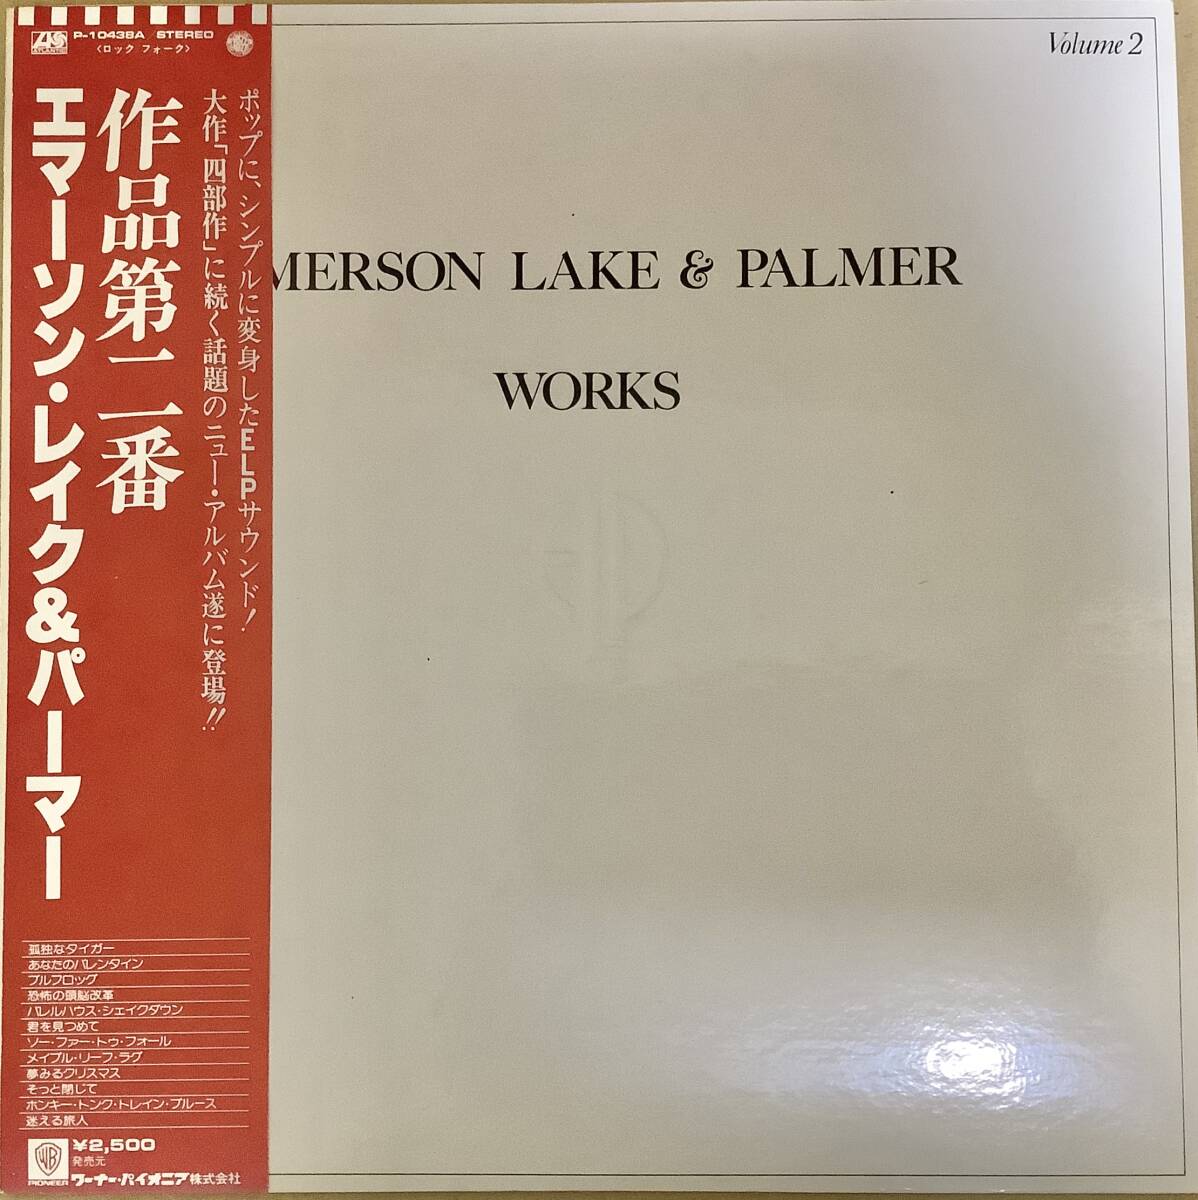 ATLANTIC
P-10438A STEREO
〈ロック フォーク〉
ポップに、シンプルに変身したELPサウンド!
大作「四部作」に続く話題のニュー・アルバム遂に登場!!
作品第二番
エマーソン・レイク&パーマー
孤独なタイガー
あなたのバレンタイン
ブルフロッグ
恐怖の頭脳改革
バレルハウス・シェイクダウン
君を見つめて
ソー・ファー・トゥ・フォール
メイプル・リーフ・ラグ
夢みるクリスマス
そっと閉じて
ホンキー・トンク・トレイン・ブルース
迷える旅人
WB
PIONEER
¥2,500
発売元
ワーナー・パイオニア株式会社
Volume 2
MERSON LAKE & PALMER
WORKS